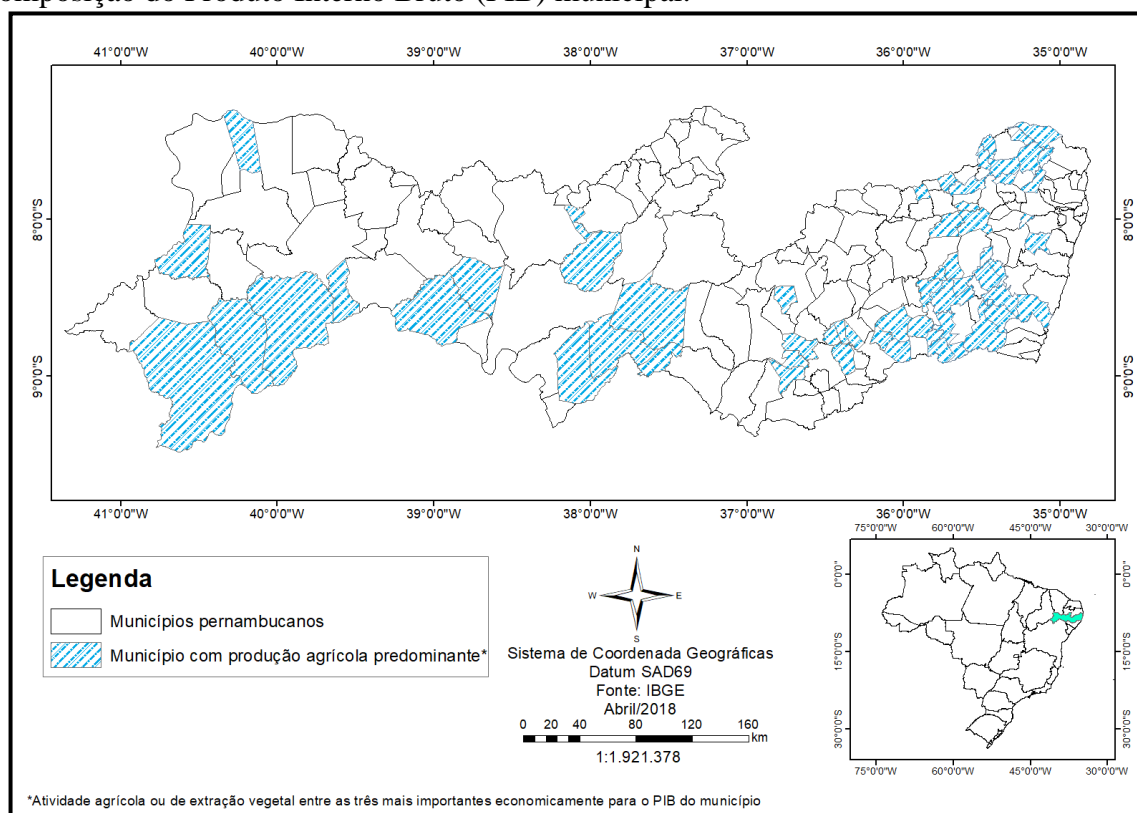 omposição do Produto Interno Bruto (PIB) municipal.
41°0'0"W 40°0'0"W 39°0'0"W 38°0'0"W 37°0'0"W 36°0'0"W 35°0'0"W
8°0'0"S 8°0'0"S
9°0'0"S 9°0'0"S
41°0'0"W 40°0'0"W 39°0'0"W 38°0'0"W 37°0'0"W 36°0'0"W 35°0'0"W
Legenda
Municípios pernambucanos
Município com produção agrícola predominante*
N
W E
S
Sistema de Coordenada Geográficas
Datum SAD69
Fonte: IBGE
Abril/2018
0 20 40 80 120 160
km
1:1.921.378
75°0'0"W 60°0'0"W 45°0'0"W 30°0'0"W
0°0'0" 0°0'0"
15°0'0"S 15°0'0"S
30°0'0"S 30°0'0"S
75°0'0"W 60°0'0"W 45°0'0"W 30°0'0"W
*Atividade agrícola ou de extração vegetal entre as três mais importantes economicamente para o PIB do município